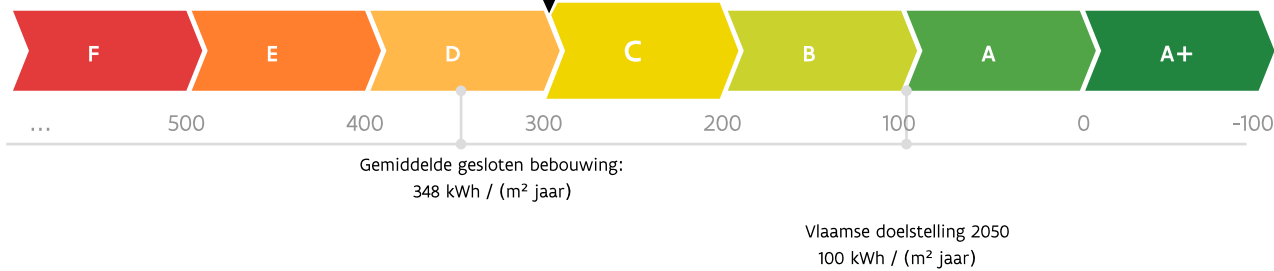 F E D C B A A+
... 500 400 300 200 100 0 -100
Gemiddelde gesloten bebouwing:
348 kWh / (m² jaar)
Vlaamse doelstelling 2050
100 kWh / (m² jaar)